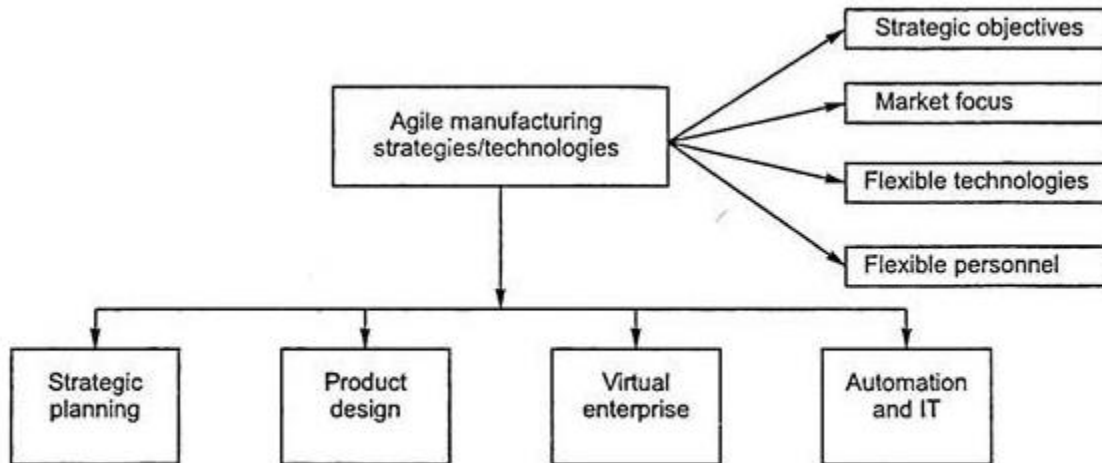 Strategic objectives
Market focus
Agile manufacturing
strategies/technologies
Flexible technologies
Flexible personnel
Strategic
planning
Product
design
Virtual
enterprise
Automation
and IT